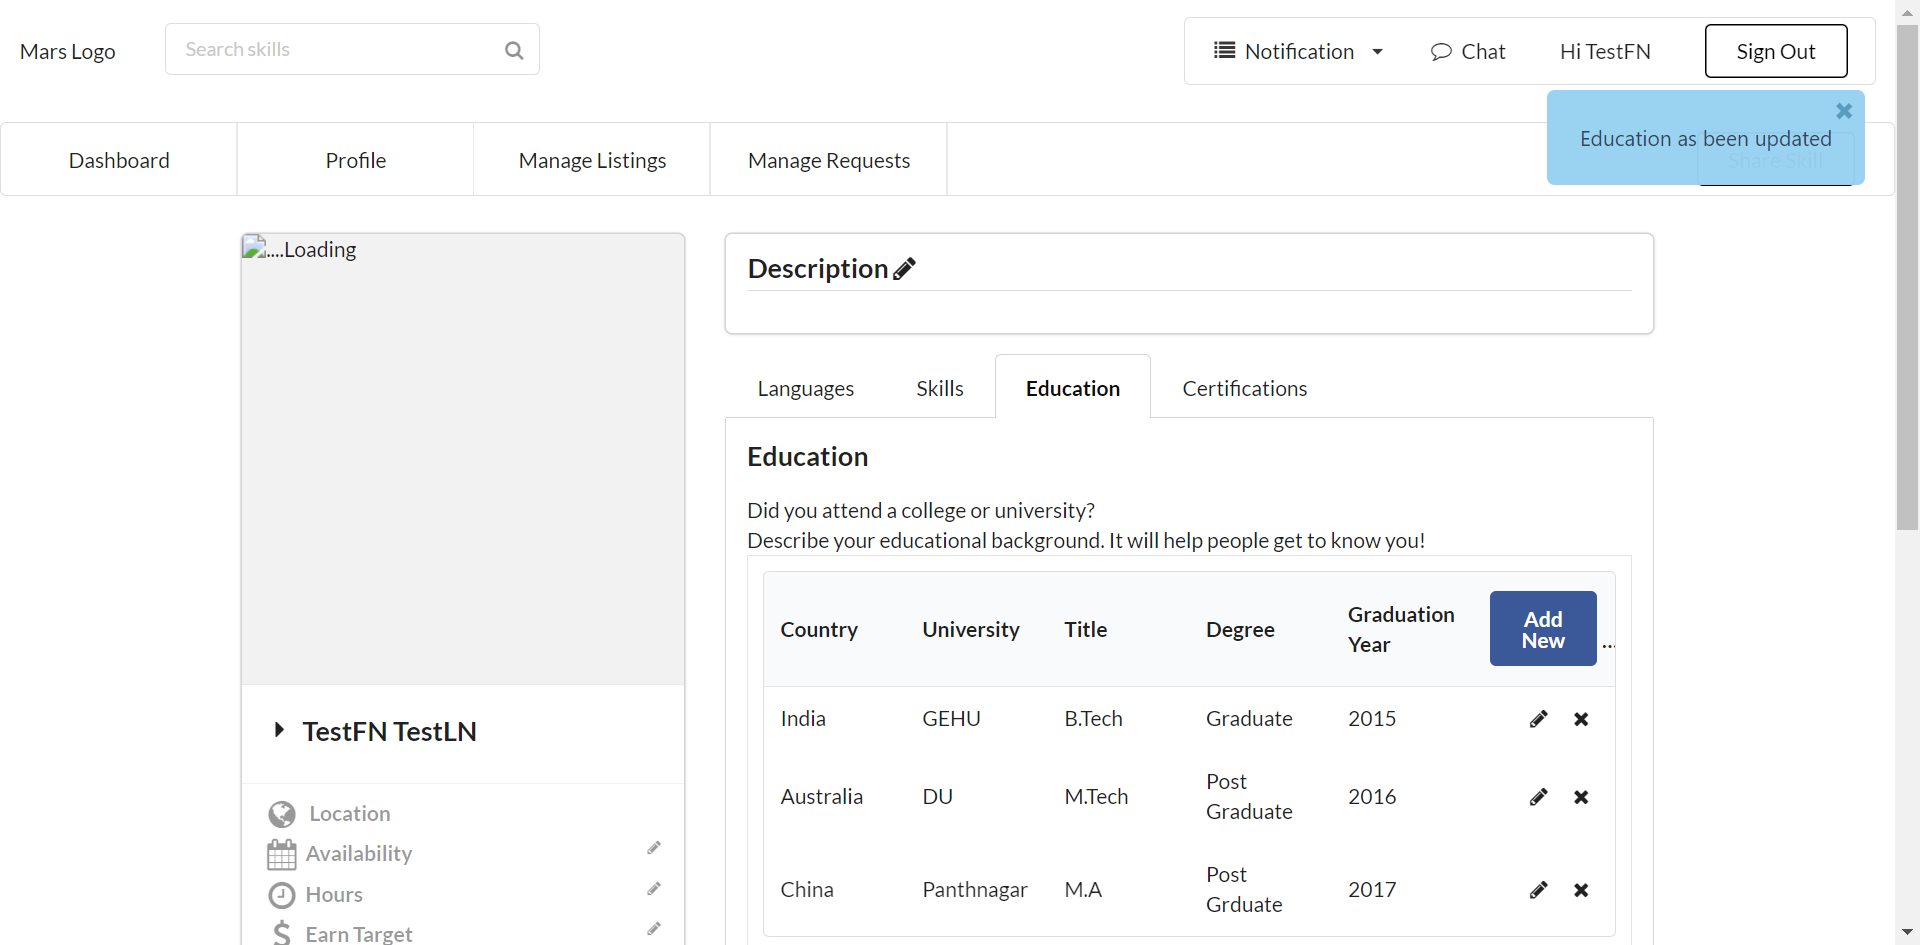 Mars Logo
Search skills
Notification
Chat
Hi TestFN
Sign Out
Education as been updated
Share Skill
Dashboard
Profile
Manage Listings
Manage Requests
....Loading
Description
Languages
Skills
Education
Certifications
Education
Did you attend a college or university?
Describe your educational background. It will help people get to know you!
Country
University
Title
Degree
Graduation
Year
Add
New
...
India
GEHU
B.Tech
Graduate
2015
Australia
DU
M.Tech
Post
Graduate
2016
China
Panthnagar
M.A
Post
Grduate
2017
TestFN TestLN
Location
Availability
Hours
Earn Target